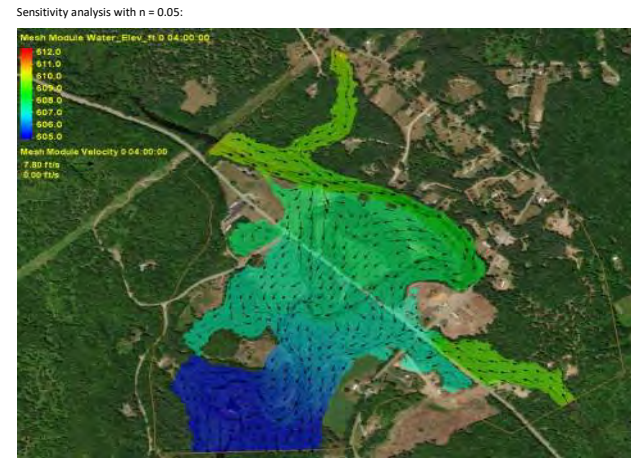 Sensitivity analysis with n = 0.05:
Mesh Module Water_Elev_ft 0 04:00:00
612.0
611.0
610.0
609.0
608.0
607.0
606.0
605.0
Mesh Module Velocity 0 04:00:00
7.80 ft/s
0.00 ft/s